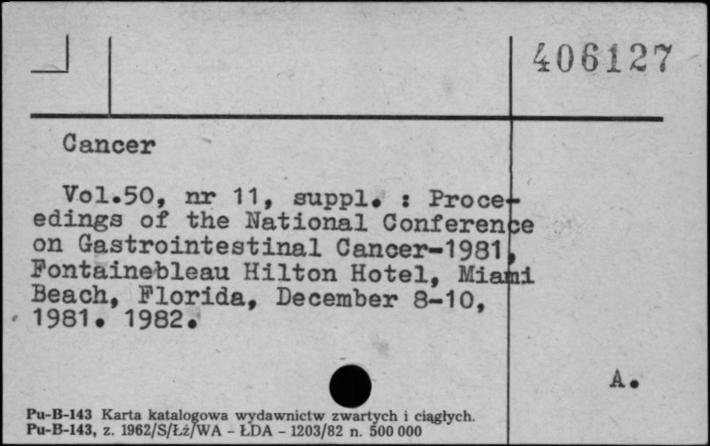 406127
Cancer
Vol.50, nr 11, suppl. : Proce-
edings of the National Conference
on Gastrointestinal Cancer-1981,
Fontainebleau Hilton Hotel, Miami
Beach, Florida, December 8-10,
1981. 1982.
A.
Pu-B-143 Karta katalogowa wydawnictw zwartych i ciągłych.
Pu-B-143, z. 1962/S/Łź/WA - ŁDA - 1203/82 n. 500 000